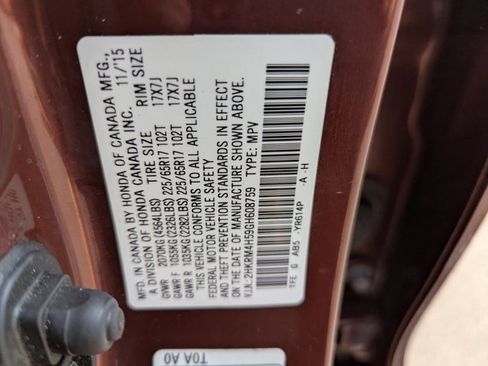 MFD. IN CANADA BY HONDA OF CANADA MFG., 11/15
A DIVISION OF HONDA CANADA INC.
TIRE SIZE RIM SIZE
GVWR 2070KG (4564LBS)
GAWR F 1055KG (2326LBS) 225/65R17 102T 17X7J
GAWR R 1035KG (2282LBS) 225/65R17 102T 17X7J
THIS VEHICLE CONFORMS TO ALL APPLICABLE
FEDERAL MOTOR VEHICLE SAFETY
AND THEFT PREVENTION STANDARDS IN EFFECT
ON THE DATE OF MANUFACTURE SHOWN ABOVE.
V.I.N.: 2HKRM4H59GH608759 TYPE: MPV
G AB5 -YR614P -A -H
T0A A0